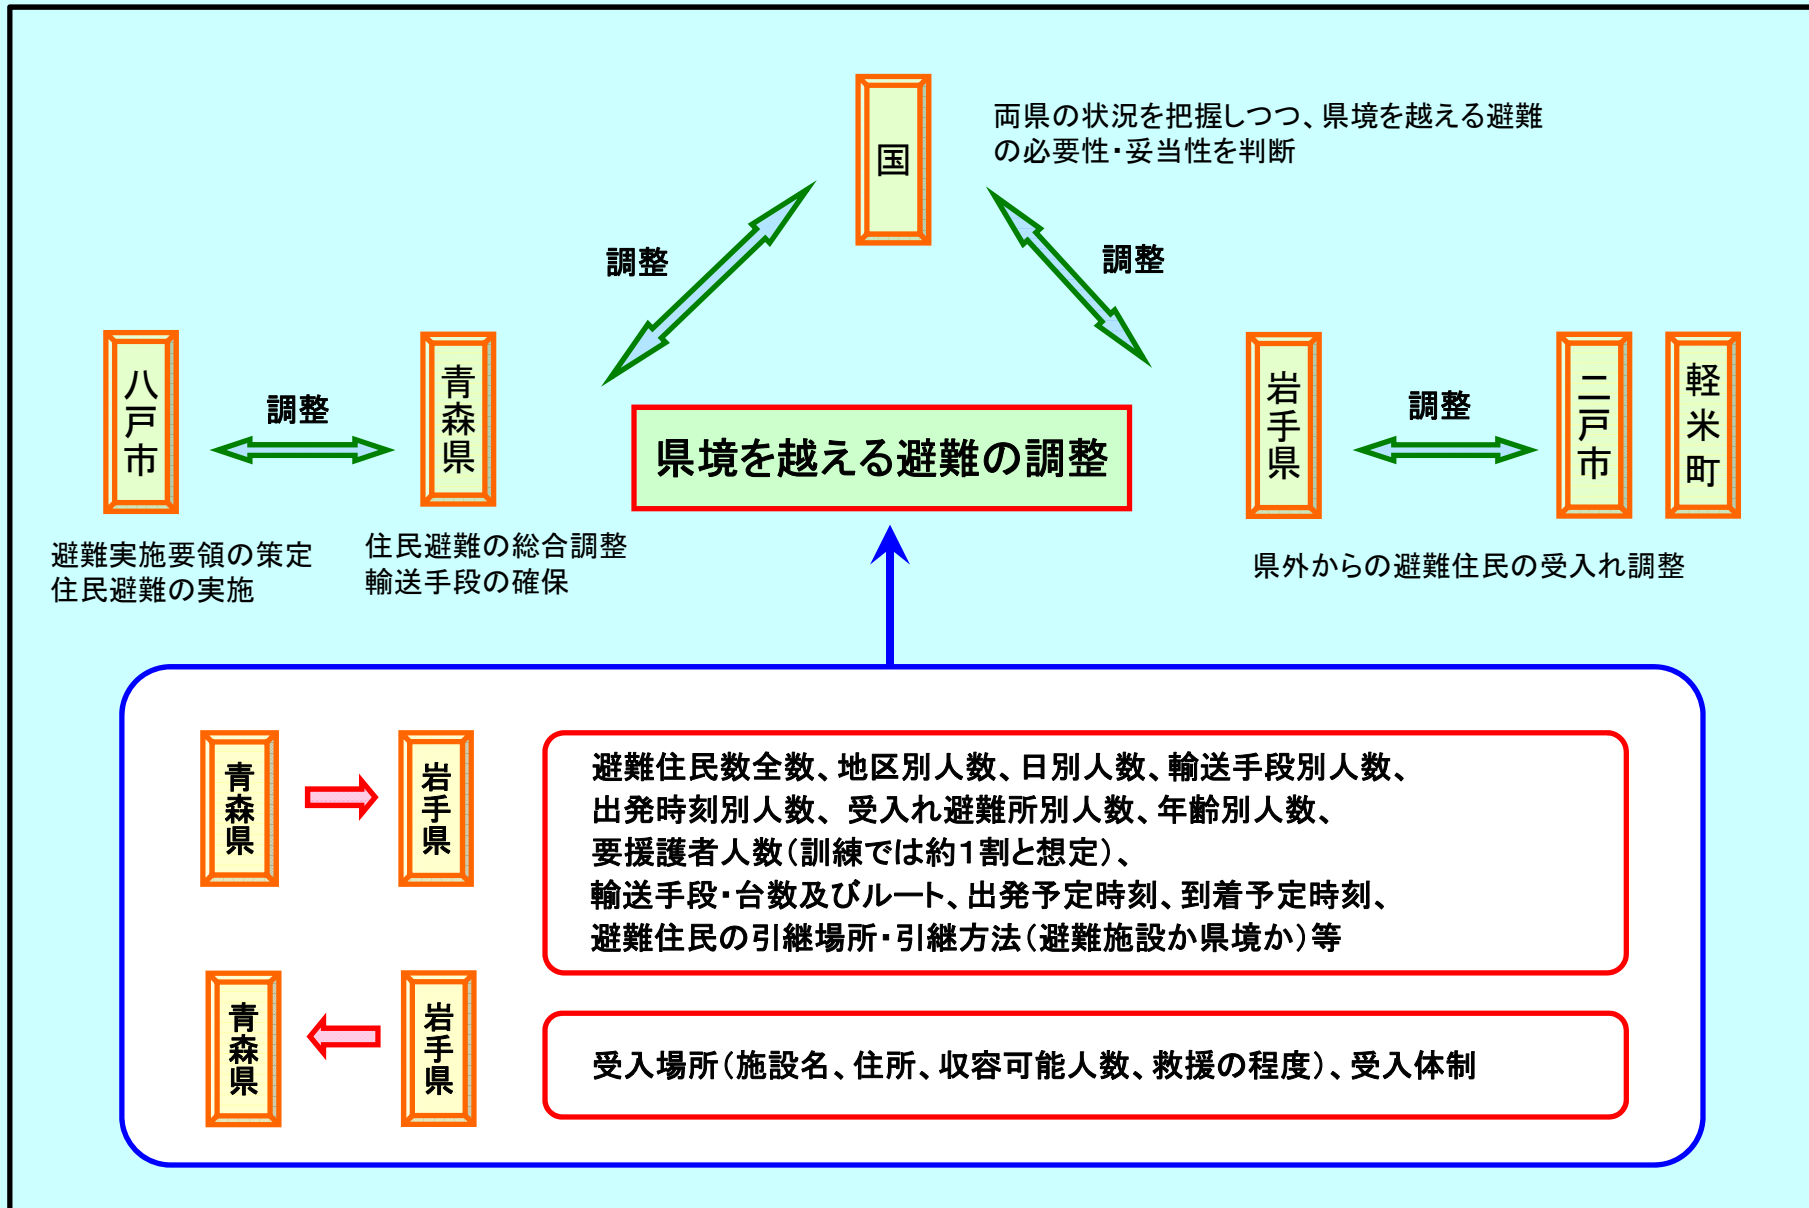 国
両県の状況を把握しつつ、県境を越える避難
の必要性・妥当性を判断
調整
調整
八戸市
調整
青森県
県境を越える避難の調整
岩手県
調整
二戸市
軽米町
避難実施要領の策定
住民避難の実施
住民避難の総合調整
輸送手段の確保
県外からの避難住民の受入れ調整
青森県
岩手県
避難住民数全数、地区別人数、日別人数、輸送手段別人数、
出発時刻別人数、 受入れ避難所別人数、年齢別人数、
要援護者人数(訓練では約1割と想定)、
輸送手段・台数及びルート、出発予定時刻、到着予定時刻、
避難住民の引継場所・引継方法(避難施設か県境か)等
青森県
岩手県
受入場所(施設名、住所、収容可能人数、救援の程度)、受入体制